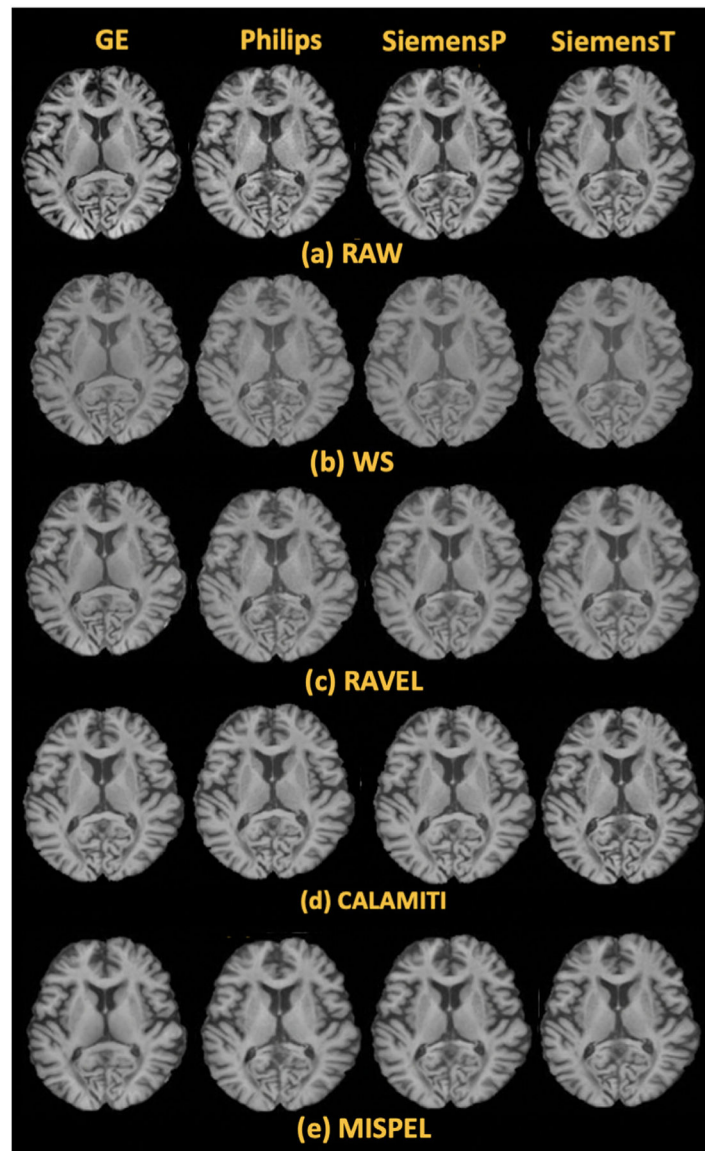 GE Philips SiemensP SiemensT
(a) RAW
(b) WS
(c) RAVEL
(d) CALAMITI
(e) MISPEL